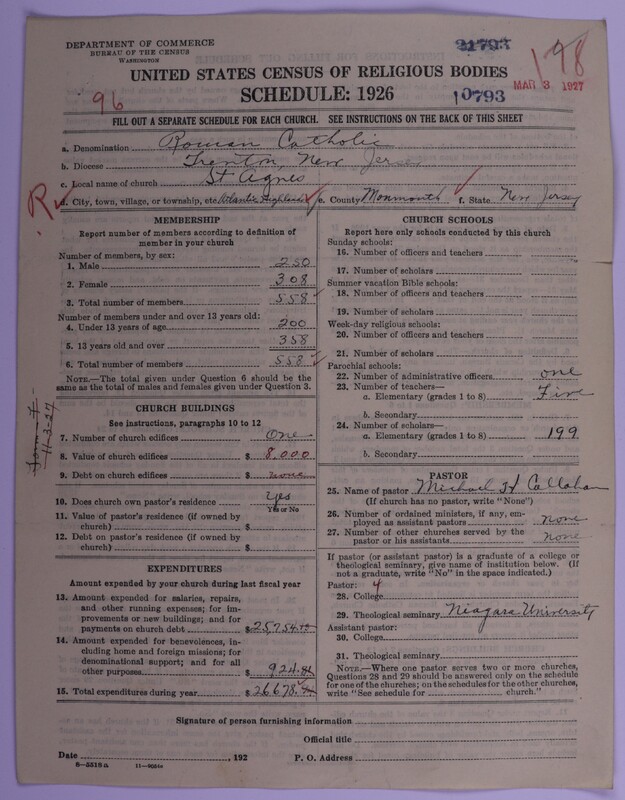 DEPARTMENT OF COMMERCE
BUREAU OF THE CENSUS
WASHINGTON
21793
198
MAR 3 1927
UNITED STATES CENSUS OF RELIGIOUS BODIES
96
SCHEDULE: 1926
10793
FILL OUT A SEPARATE SCHEDULE FOR EACH CHURCH. SEE INSTRUCTIONS ON THE BACK OF THIS SHEET
a. Denomination Roman Catholic
b. Diocese Trenton, New Jersey
c. Local name of church St Agnes
R
d. City, town, village, or township, etc. Atlantic Highlands e. County Monmouth f. State New Jersey
MEMBERSHIP
Report number of members according to definition of
member in your church
Number of members, by sex:
1. Male 250
2. Female 308
3. Total number of members 558
Number of members under and over 13 years old:
4. Under 13 years of age 200
5. 13 years old and over 358
6. Total number of members 558
NOTE.—The total given under Question 6 should be the
same as the total of males and females given under Question 3.
CHURCH BUILDINGS
See instructions, paragraphs 10 to 12
7. Number of church edifices One
8. Value of church edifices $ 8,000
9. Debt on church edifices $ none
10. Does church own pastor's residence Yes
Yes or No
11. Value of pastor's residence (if owned by
church) $
12. Debt on pastor's residence (if owned by
church) $
Form F
11-3-27
EXPENDITURES
Amount expended by your church during last fiscal year
13. Amount expended for salaries, repairs,
and other running expenses; for im-
provements or new buildings; and for
payments on church debt $25,754
14. Amount expended for benevolences, in-
cluding home and foreign missions; for
denominational support; and for all
other purposes $ 924
15. Total expenditures during year $26678
CHURCH SCHOOLS
Report here only schools conducted by this church
Sunday schools:
16. Number of officers and teachers
17. Number of scholars
Summer vacation Bible schools:
18. Number of officers and teachers
19. Number of scholars
Week-day religious schools:
20. Number of officers and teachers
21. Number of scholars
Parochial schools:
22. Number of administrative officers one
23. Number of teachers—
a. Elementary (grades 1 to 8) Five
b. Secondary
24. Number of scholars—
a. Elementary (grades 1 to 8) 199
b. Secondary
PASTOR
25. Name of pastor Michael H Callahan
(If church has no pastor, write "None")
26. Number of ordained ministers, if any, em-
ployed as assistant pastors none
27. Number of other churches served by the
pastor or his assistants none
If pastor (or assistant pastor) is a graduate of a college or
theological seminary, give name of institution below. (If
not a graduate, write "No" in the space indicated.)
Pastor: 4
28. College
29. Theological seminary Niagara University
Assistant pastor:
30. College
31. Theological seminary
NOTE.—Where one pastor serves two or more churches,
Questions 28 and 29 should be answered only on the schedule
for one of the churches; on the schedules for the other churches,
write "See schedule for church."
Signature of person furnishing information
Official title
Date , 192 P. O. Address
8—5518a 11—9054